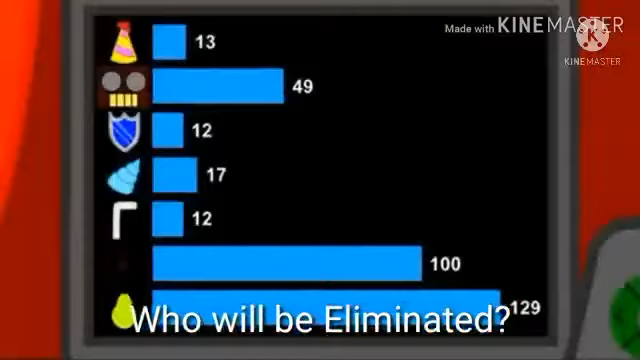 Made with KINEMASTER
K
KINEMASTER
13
49
12
17
12
100
129
Who will be Eliminated?